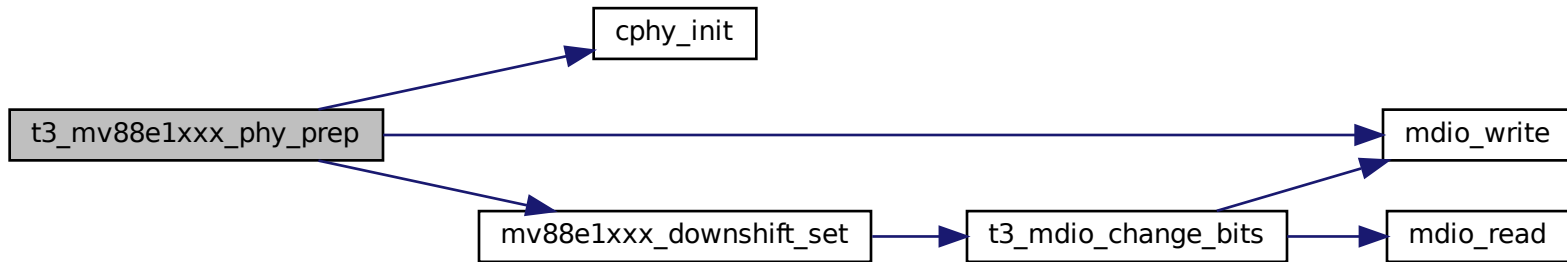 cphy_init
t3_mv88e1xxx_phy_prep
mdio_write
mv88e1xxx_downshift_set
t3_mdio_change_bits
mdio_read